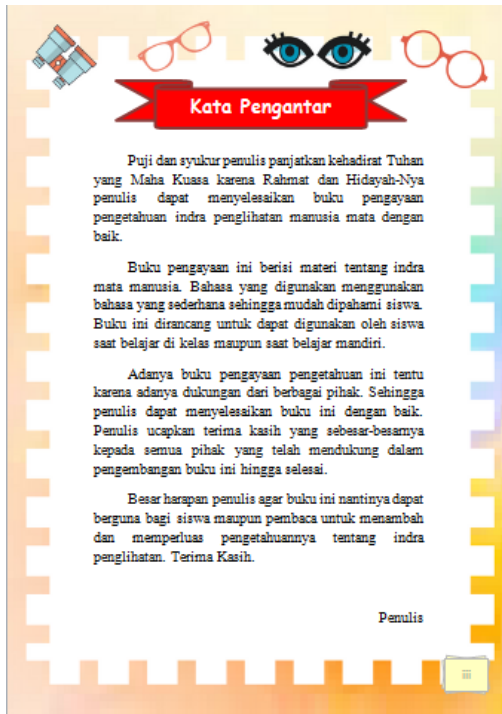 Kata Pengantar
Puji dan syukur penulis panjatkan kehadirat Tuhan
yang Maha Kuasa karena Rahmat dan Hidayah-Nya
penulis dapat menyelesaikan buku pengayaan
pengetahuan indra penglihatan manusia mata dengan
baik.
Buku pengayaan ini berisi materi tentang indra
mata manusia. Bahasa yang digunakan menggunakan
bahasa yang sederhana sehingga mudah dipahami siswa.
Buku ini dirancang untuk dapat digunakan oleh siswa
saat belajar di kelas maupun saat belajar mandiri.
Adanya buku pengayaan pengetahuan ini tentu
karena adanya dukungan dari berbagai pihak. Sehingga
penulis dapat menyelesaikan buku ini dengan baik.
Penulis ucapkan terima kasih yang sebesar-besarnya
kepada semua pihak yang telah mendukung dalam
pengembangan buku ini hingga selesai.
Besar harapan penulis agar buku ini nantinya dapat
berguna bagi siswa maupun pembaca untuk menambah
dan memperluas pengetahuannya tentang indra
penglihatan. Terima Kasih.
Penulis